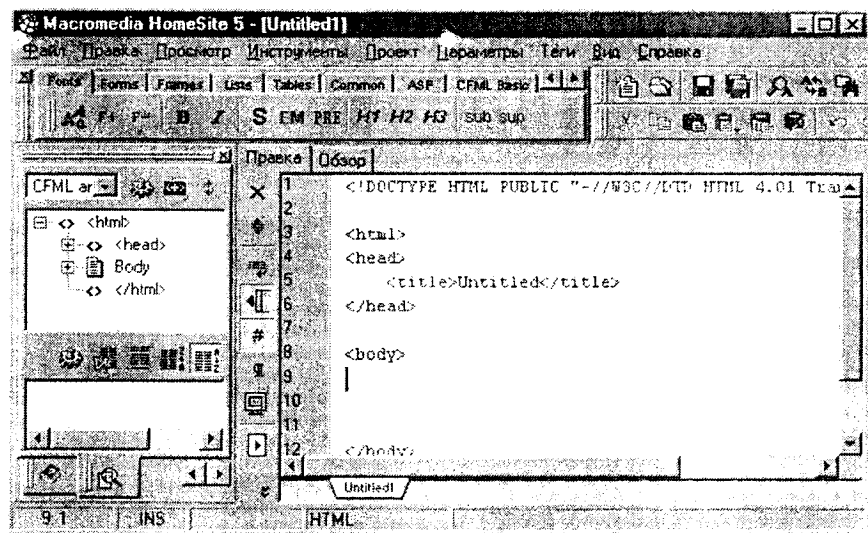 Macromedia HomeSite 5 - [Untitled1]
Файл Правка Просмотр Инструменты Проект Параметры Теги Вид Справка
Fonts Forms Frames Lists Tables Common ASP CFML Basic
B I S EM PRE H1 H2 H3 sub sup
Правка Обзор
CFML ar
<html>
<head>
Body
</html>
1 <!DOCTYPE HTML PUBLIC "-//W3C//DTD HTML 4.01 Tran
2
3 <html>
4 <head>
5 <title>Untitled</title>
6 </head>
7
8 <body>
9
10
11
12 </body>
Untitled1
9:1 INS HTML